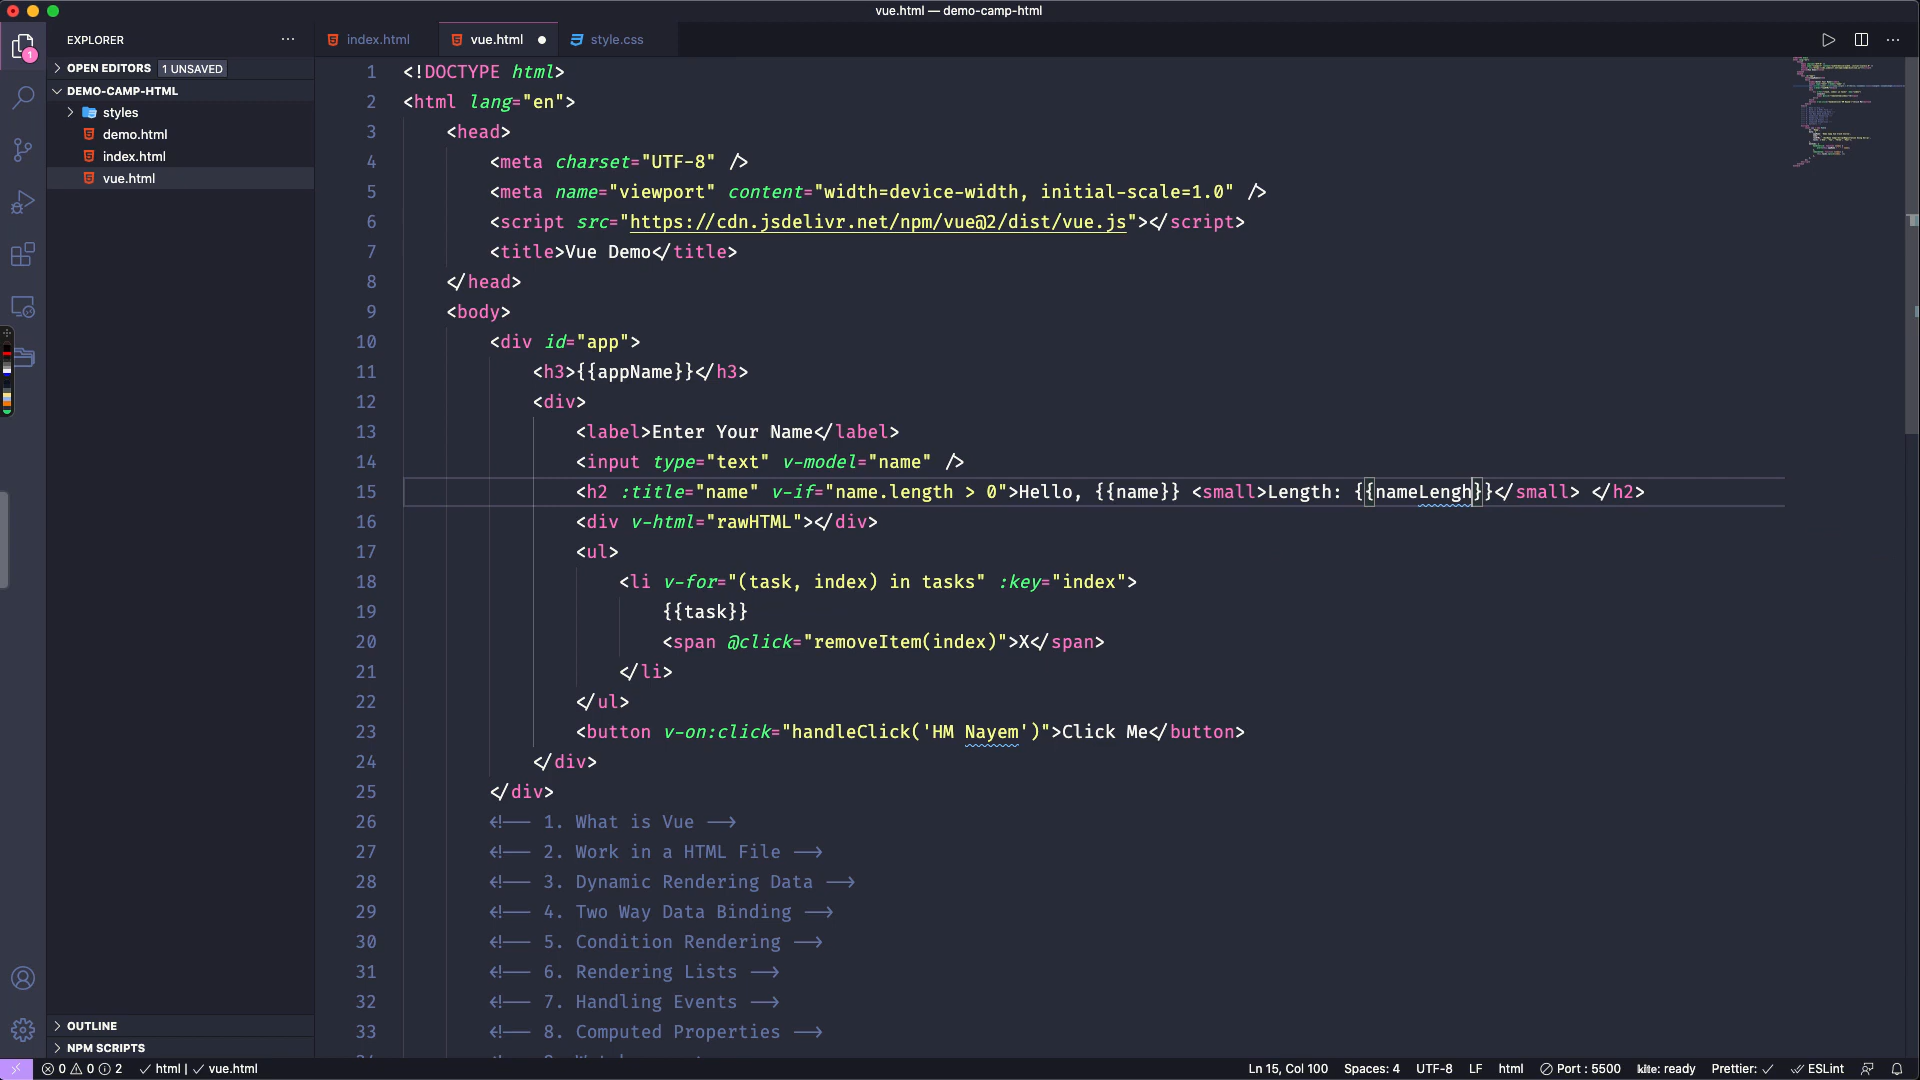 vue.html — demo-camp-html
EXPLORER
OPEN EDITORS 1 UNSAVED
DEMO-CAMP-HTML
styles
demo.html
index.html
vue.html
OUTLINE
NPM SCRIPTS
1
index.html
vue.html
style.css
1 <!DOCTYPE html>
2 <html lang="en">
3 <head>
4 <meta charset="UTF-8" />
5 <meta name="viewport" content="width=device-width, initial-scale=1.0" />
6 <script src="https://cdn.jsdelivr.net/npm/vue@2/dist/vue.js"></script>
7 <title>Vue Demo</title>
8 </head>
9 <body>
10 <div id="app">
11 <h3>{{appName}}</h3>
12 <div>
13 <label>Enter Your Name</label>
14 <input type="text" v-model="name" />
15 <h2 :title="name" v-if="name.length > 0">Hello, {{name}} <small>Length: {{nameLengh}}</small> </h2>
16 <div v-html="rawHTML"></div>
17 <ul>
18 <li v-for="(task, index) in tasks" :key="index">
19 {{task}}
20 <span @click="removeItem(index)">X</span>
21 </li>
22 </ul>
23 <button v-on:click="handleClick('HM Nayem')">Click Me</button>
24 </div>
25 </div>
26 <!-- 1. What is Vue -->
27 <!-- 2. Work in a HTML File -->
28 <!-- 3. Dynamic Rendering Data -->
29 <!-- 4. Two Way Data Binding -->
30 <!-- 5. Condition Rendering -->
31 <!-- 6. Rendering Lists -->
32 <!-- 7. Handling Events -->
33 <!-- 8. Computed Properties -->
0 0 2 html | vue.html Ln 15, Col 100 Spaces: 4 UTF-8 LF html Port : 5500 kite: ready Prettier: ESLint